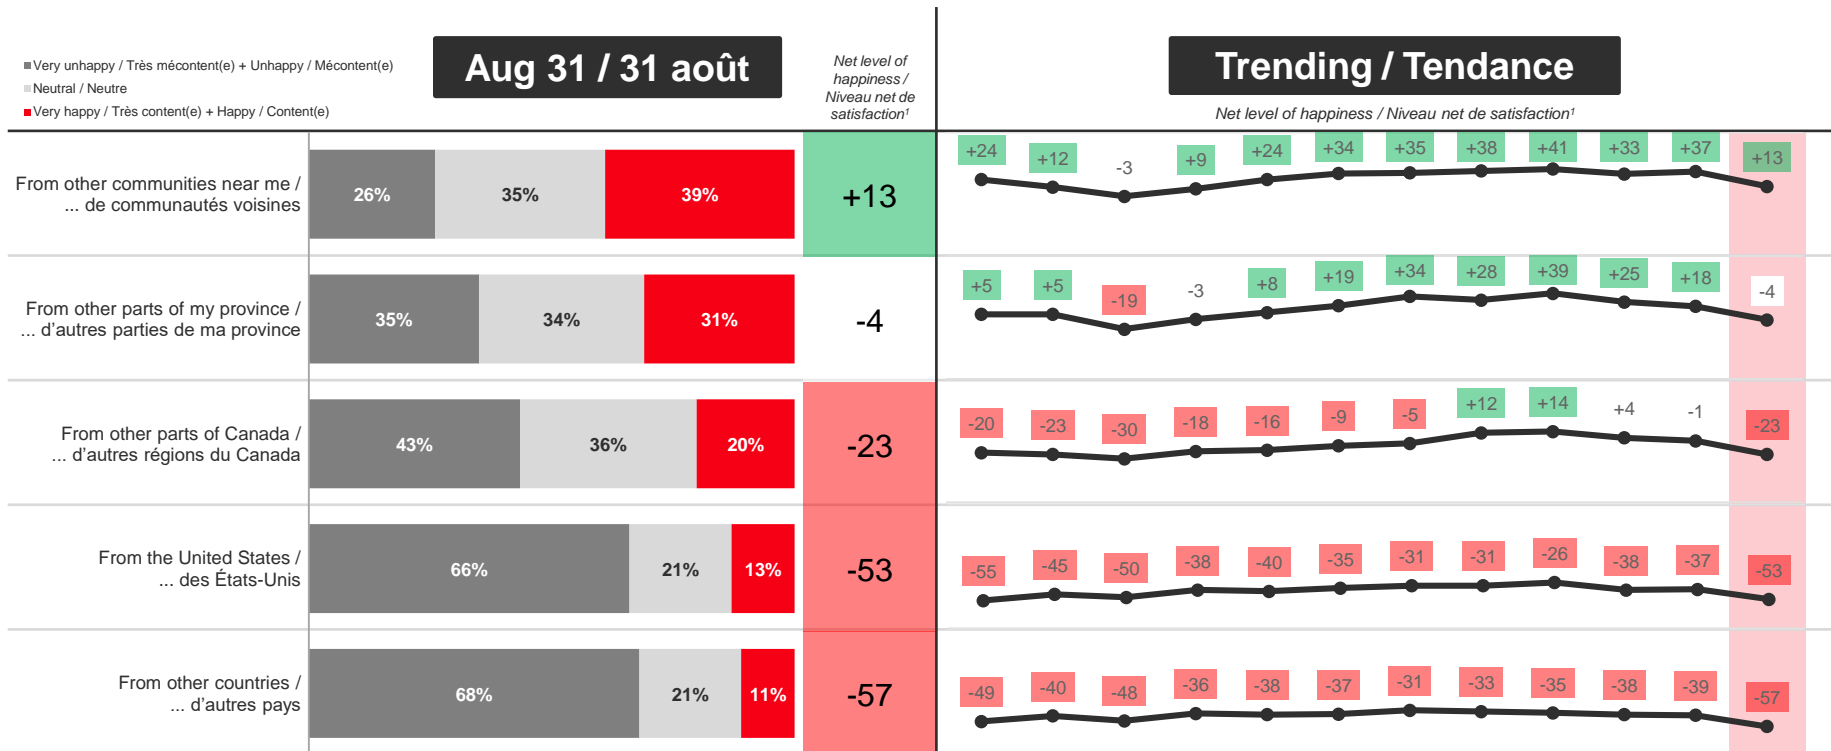 Very unhappy / Très mécontent(e) + Unhappy / Mécontent(e)
Neutral / Neutre
Very happy / Très content(e) + Happy / Content(e)
Aug 31 / 31 août
Net level of
happiness /
Niveau net de
satisfaction¹
Trending / Tendance
Net level of happiness / Niveau net de satisfaction¹
From other communities near me /
... de communautés voisines
26% 35% 39%
+13
+24 +12 -3 +9 +24 +34 +35 +38 +41 +33 +37 +13
From other parts of my province /
... d'autres parties de ma province
35% 34% 31%
-4
+5 +5 -19 -3 +8 +19 +34 +28 +39 +25 +18 -4
From other parts of Canada /
... d'autres régions du Canada
43% 36% 20%
-23
-20 -23 -30 -18 -16 -9 -5 +12 +14 +4 -1 -23
From the United States /
... des États-Unis
66% 21% 13%
-53
-55 -45 -50 -38 -40 -35 -31 -31 -26 -38 -37 -53
From other countries /
... d'autres pays
68% 21% 11%
-57
-49 -40 -48 -36 -38 -37 -31 -33 -35 -38 -39 -57